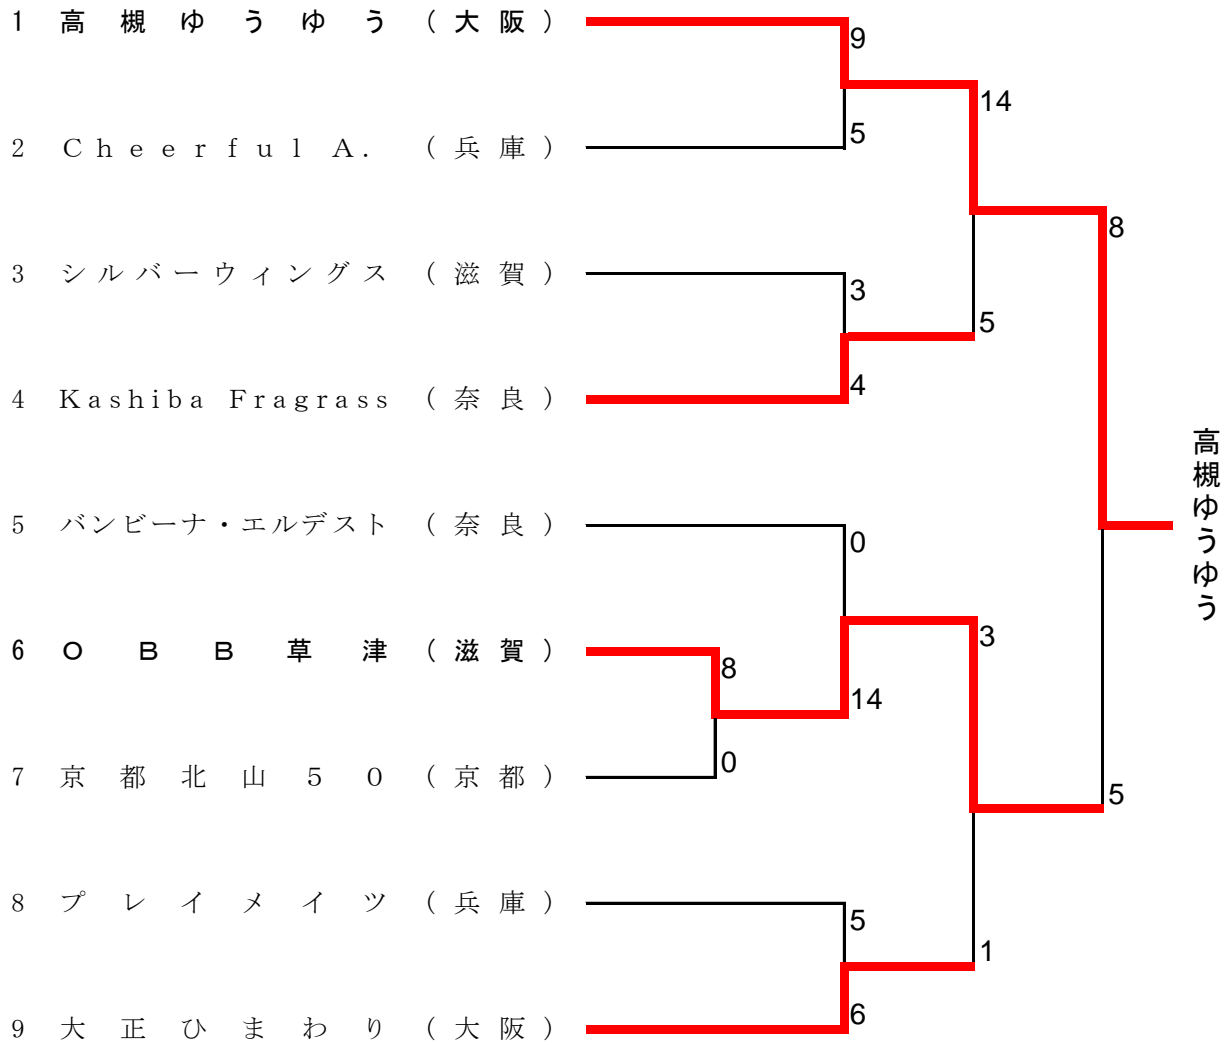 1 高槻ゆうゆう (大阪)
9
14
2 Cheerful A. (兵庫)
5
8
3 シルバーウィングス (滋賀)
3
5
4 Kashiba Fragrass (奈良)
4
高槻ゆうゆう
5 バンビーナ・エルデスト (奈良)
0
3
6 OBB草津 (滋賀)
8
14
7 京都北山50 (京都)
0
5
8 プレイメイツ (兵庫)
5
1
9 大正ひまわり (大阪)
6